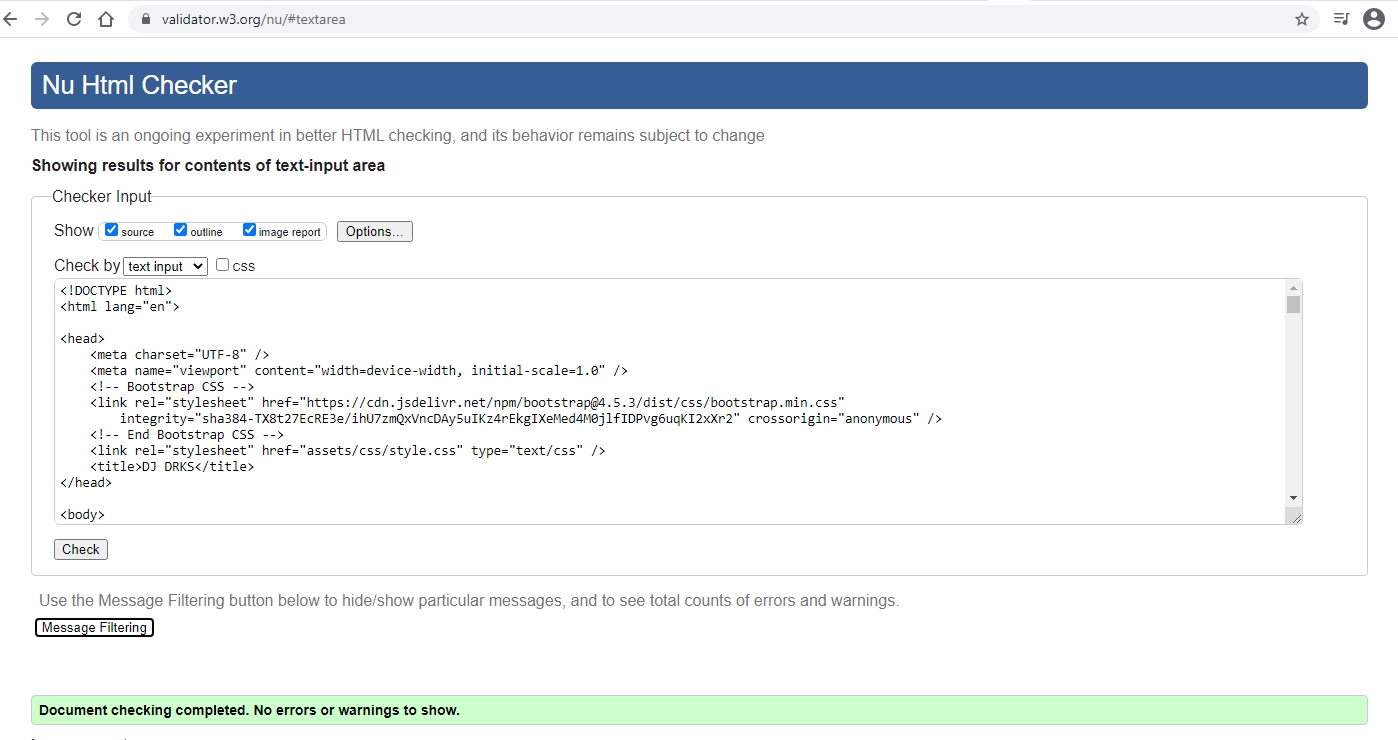 validator.w3.org/nu/#textarea
Nu Html Checker
This tool is an ongoing experiment in better HTML checking, and its behavior remains subject to change
Showing results for contents of text-input area
Checker Input
Show source outline image report Options...
Check by text input css
<!DOCTYPE html>
<html lang="en">
<head>
<meta charset="UTF-8" />
<meta name="viewport" content="width=device-width, initial-scale=1.0" />
<!-- Bootstrap CSS -->
<link rel="stylesheet" href="https://cdn.jsdelivr.net/npm/bootstrap@4.5.3/dist/css/bootstrap.min.css"
integrity="sha384-TX8t27EcRE3e/ihU7zmQxVncDAy5uIKz4rEkgIXeMed4M0jlfIDPvg6uqKI2xXr2" crossorigin="anonymous" />
<!-- End Bootstrap CSS -->
<link rel="stylesheet" href="assets/css/style.css" type="text/css" />
<title>DJ DRKS</title>
</head>
<body>
Check
Use the Message Filtering button below to hide/show particular messages, and to see total counts of errors and warnings.
Message Filtering
Document checking completed. No errors or warnings to show.